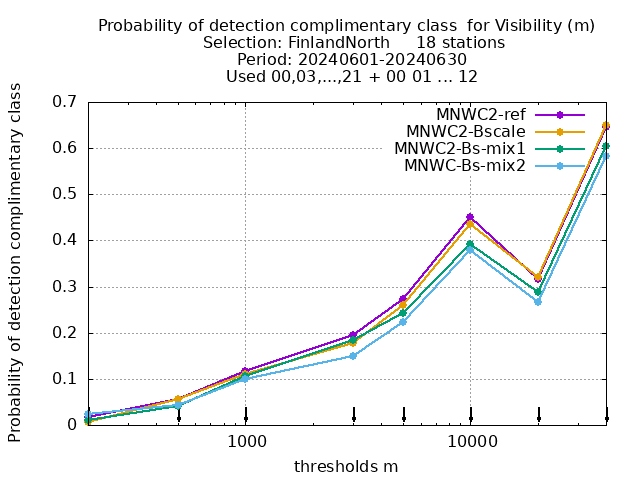 Probability of detection complimentary class  for Visibility (m)
Selection: FinlandNorth     18 stations
Period: 20240601-20240630
Used 00,03,...,21 + 00 01 ... 12
Probability of detection complimentary class
0.7
0.6
0.5
0.4
0.3
0.2
0.1
0
MNWC2-ref
MNWC2-Bscale
MNWC2-Bs-mix1
MNWC-Bs-mix2
1000
10000
thresholds m